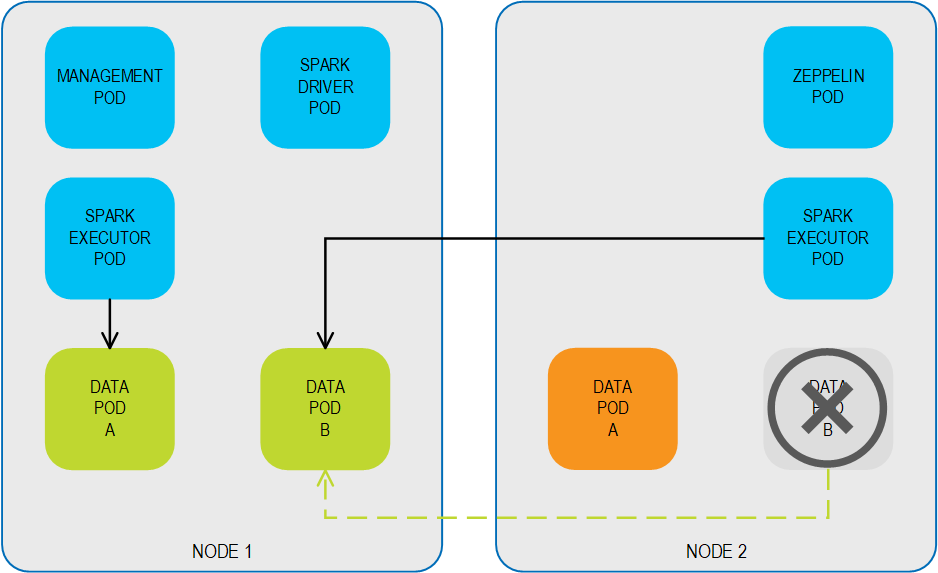 MANAGEMENT
POD
SPARK
DRIVER
POD
ZEPPELIN
POD
SPARK
EXECUTOR
POD
SPARK
EXECUTOR
POD
DATA
POD
A
DATA
POD
B
DATA
POD
A
DATA
POD
B
NODE 1
NODE 2